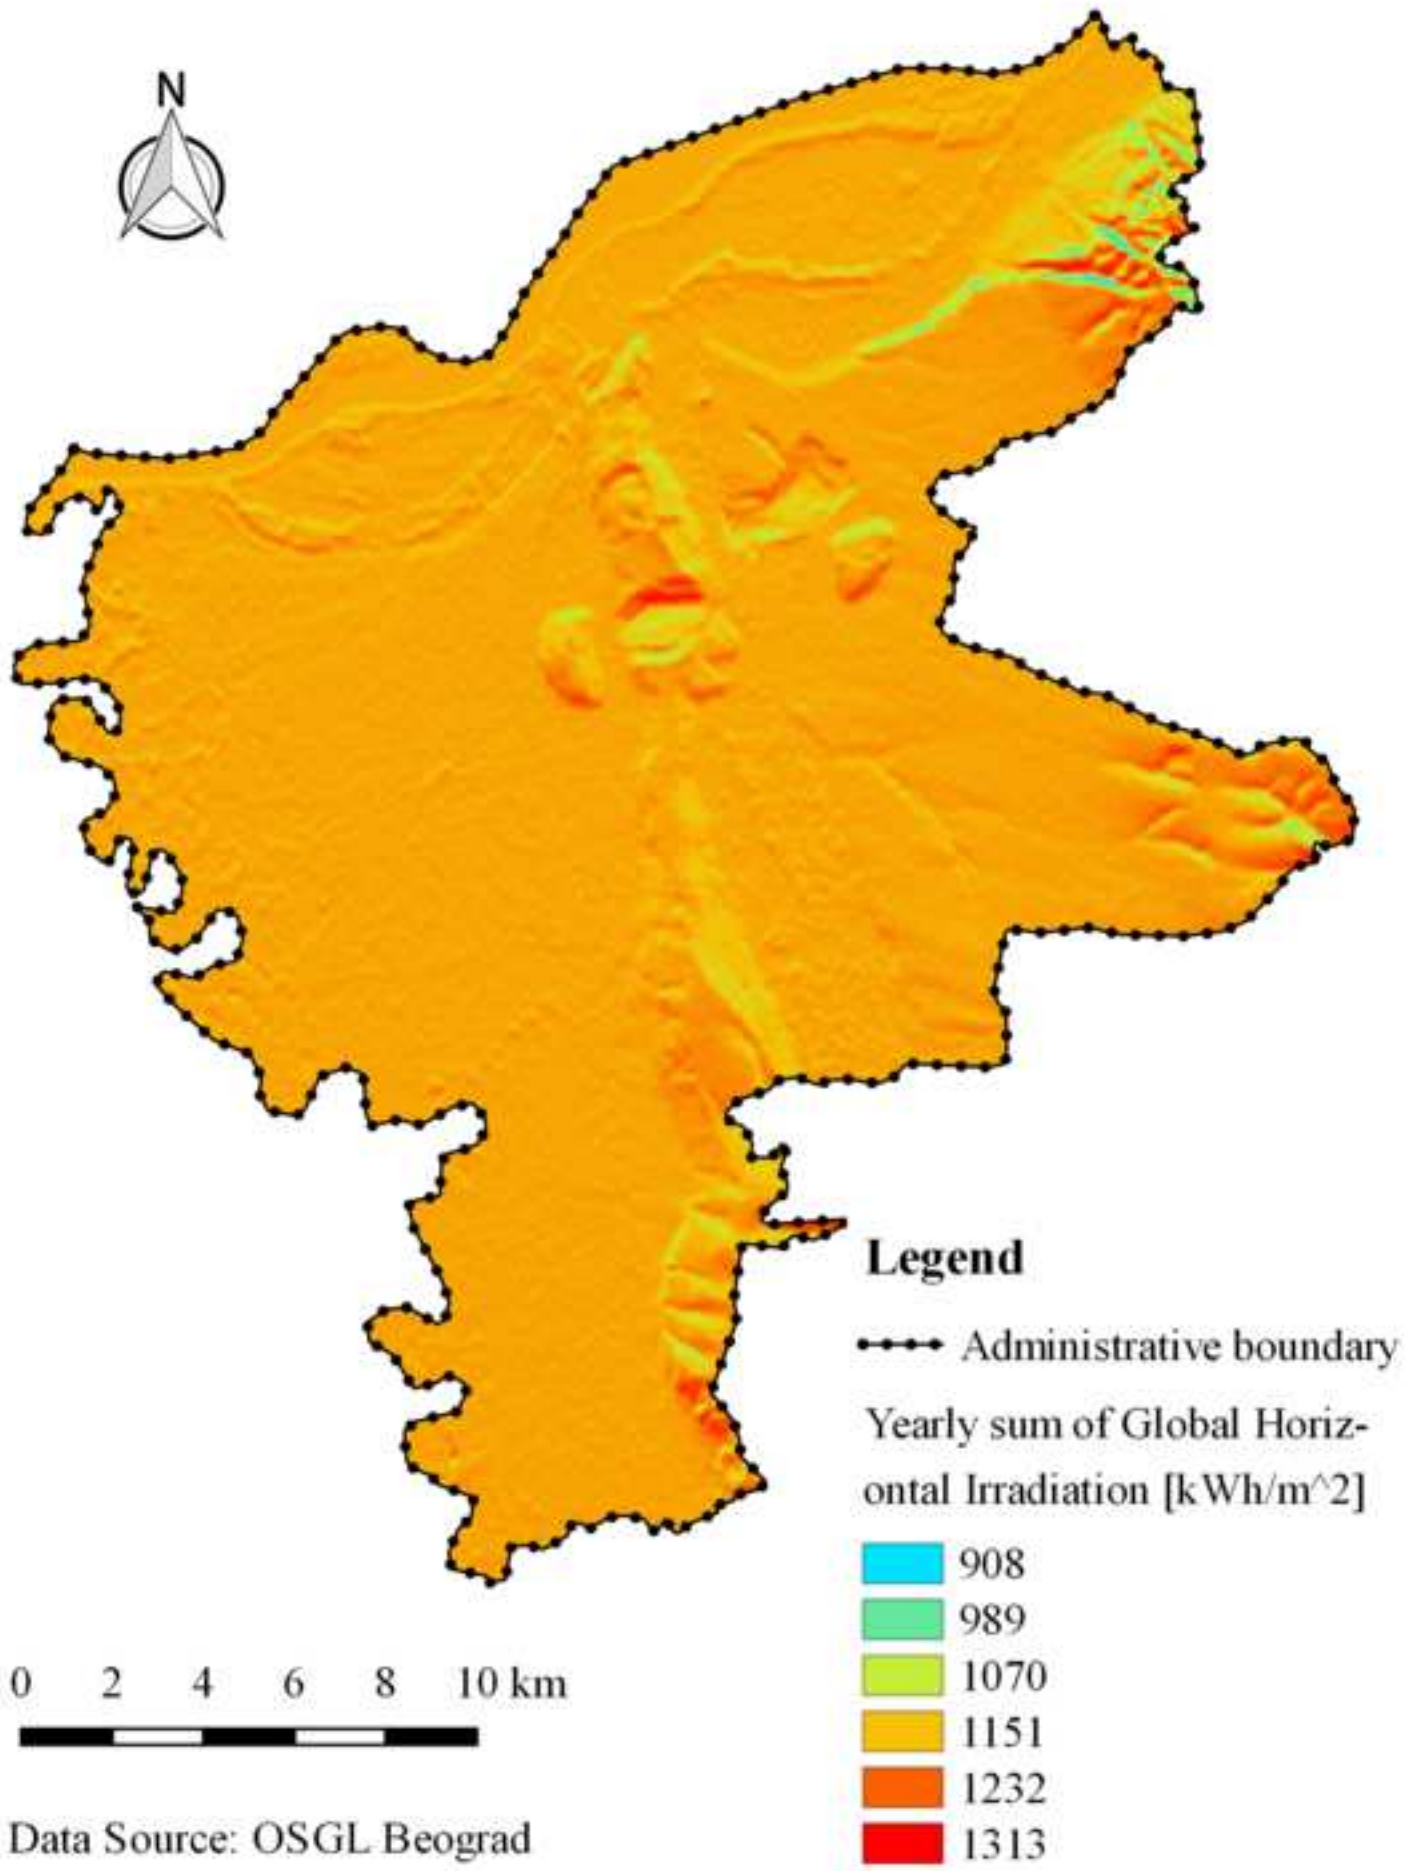 N
Legend
Administrative boundary
Yearly sum of Global Horiz-
ontal Irradiation [kWh/m^2]
908
989
1070
1151
1232
1313
0 2 4 6 8 10 km
Data Source: OSGL Beograd